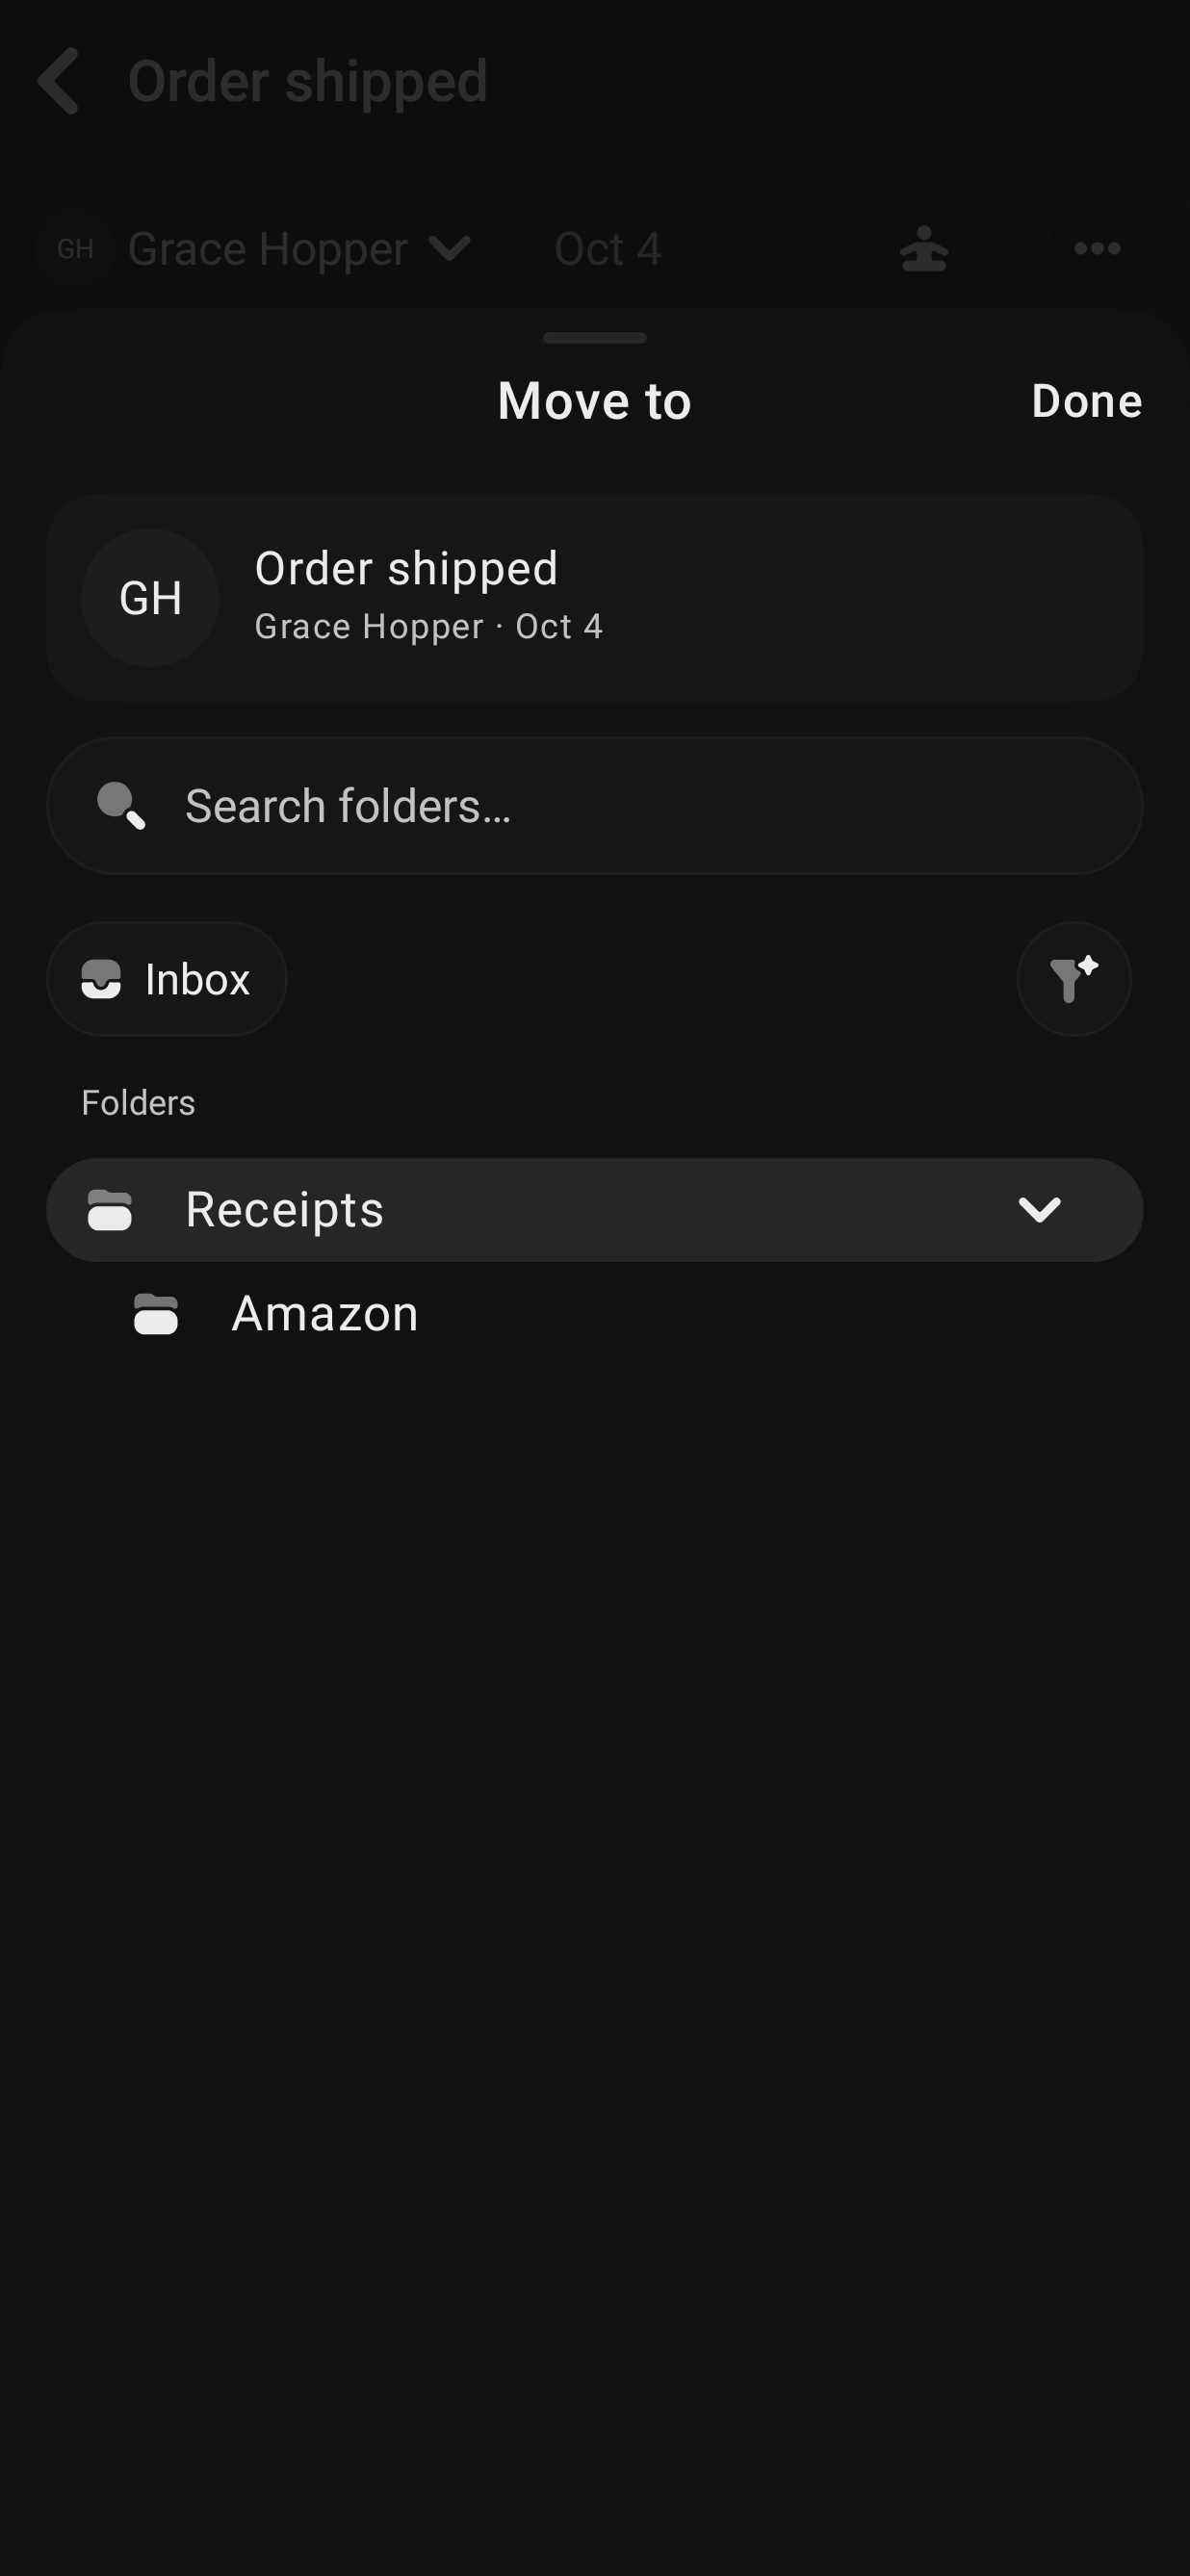 Order shipped
GH Grace Hopper Oct 4
Move to Done
GH
Order shipped
Grace Hopper · Oct 4
Search folders…
Inbox
Folders
Receipts
Amazon